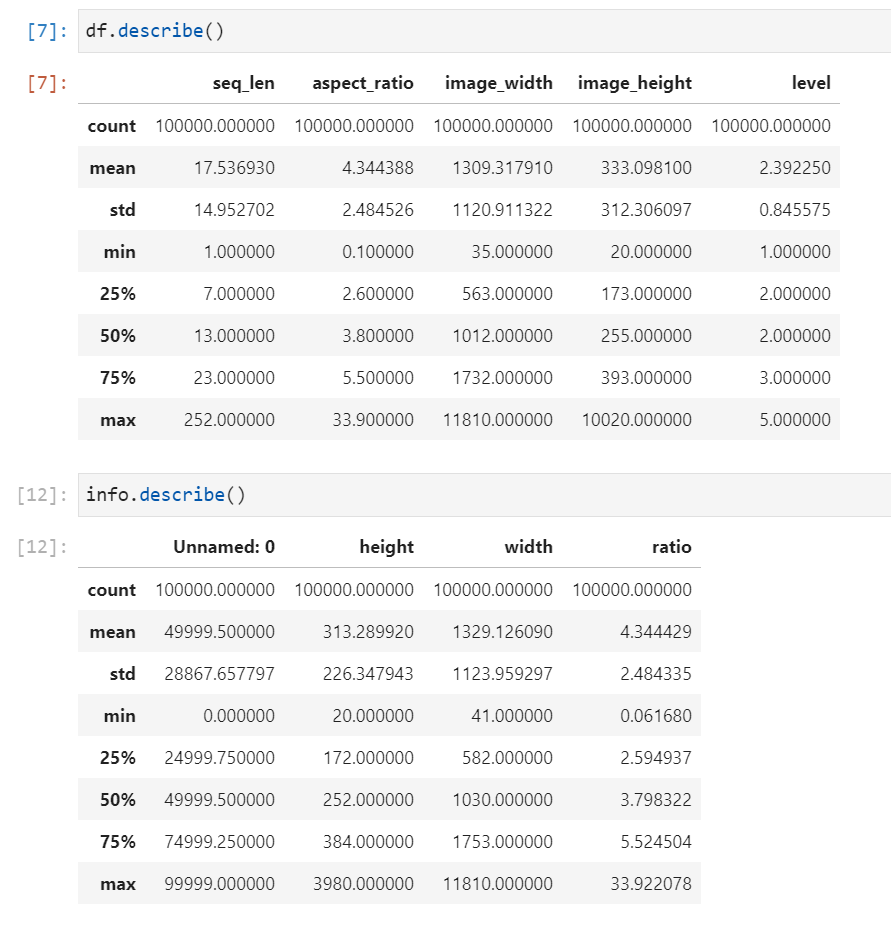 [7]: df.describe()
[7]: seq_len aspect_ratio image_width image_height level
count 100000.000000 100000.000000 100000.000000 100000.000000 100000.000000
mean 17.536930 4.344388 1309.317910 333.098100 2.392250
std 14.952702 2.484526 1120.911322 312.306097 0.845575
min 1.000000 0.100000 35.000000 20.000000 1.000000
25% 7.000000 2.600000 563.000000 173.000000 2.000000
50% 13.000000 3.800000 1012.000000 255.000000 2.000000
75% 23.000000 5.500000 1732.000000 393.000000 3.000000
max 252.000000 33.900000 11810.000000 10020.000000 5.000000
[12]: info.describe()
[12]: Unnamed: 0 height width ratio
count 100000.000000 100000.000000 100000.000000 100000.000000
mean 49999.500000 313.289920 1329.126090 4.344429
std 28867.657797 226.347943 1123.959297 2.484335
min 0.000000 20.000000 41.000000 0.061680
25% 24999.750000 172.000000 582.000000 2.594937
50% 49999.500000 252.000000 1030.000000 3.798322
75% 74999.250000 384.000000 1753.000000 5.524504
max 99999.000000 3980.000000 11810.000000 33.922078